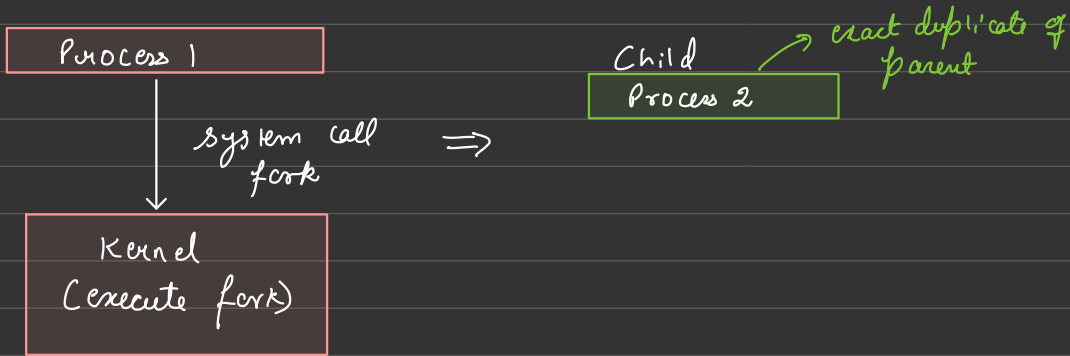 Process 1
system call
fork
⇒
Kernel
(execute fork)
Child
Process 2
exact duplicate of
parent